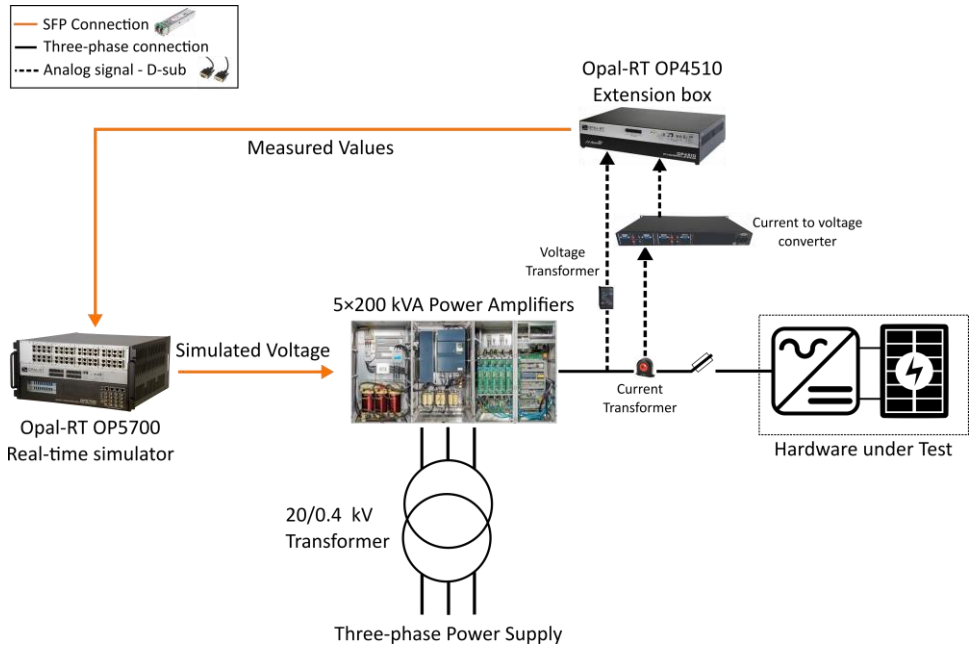 SFP Connection
Three-phase connection
Analog signal - D-sub
Opal-RT OP4510
Extension box
Measured Values
Current to voltage
converter
Voltage
Transformer
5×200 kVA Power Amplifiers
Simulated Voltage
Current
Transformer
Opal-RT OP5700
Real-time simulator
Hardware under Test
20/0.4 kV
Transformer
Three-phase Power Supply